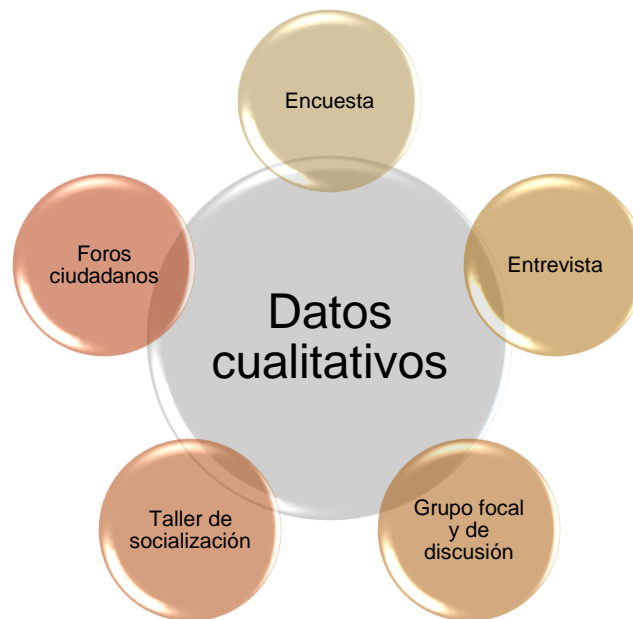 Encuesta
Foros
ciudadanos
Entrevista
Datos
cualitativos
Taller de
socialización
Grupo focal
y de
discusión